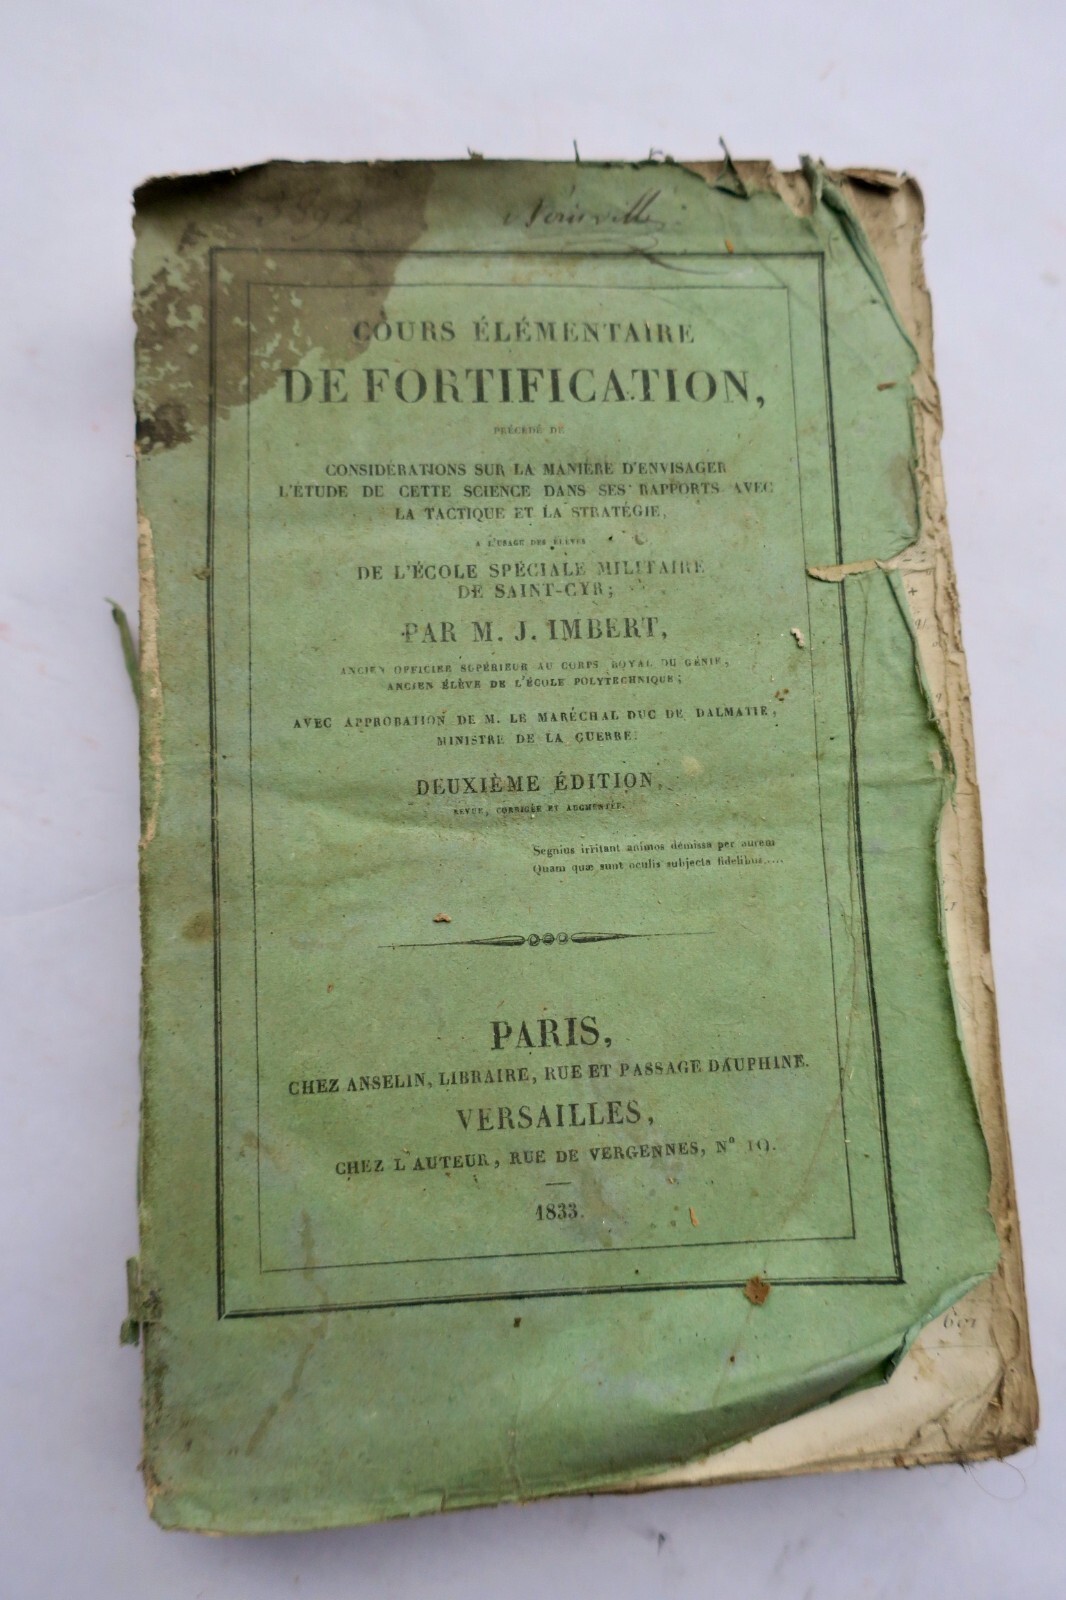 COURS ÉLÉMENTAIRE
DE FORTIFICATION,
PRÉCÉDÉ DE
CONSIDÉRATIONS SUR LA MANIÈRE D'ENVISAGER
L'ÉTUDE DE CETTE SCIENCE DANS SES RAPPORTS AVEC
LA TACTIQUE ET LA STRATÉGIE,
A L'USAGE DES ÉLÈVES
DE L'ÉCOLE SPÉCIALE MILITAIRE
DE SAINT-CYR;
PAR M. J. IMBERT,
ANCIEN OFFICIER SUPÉRIEUR AU CORPS ROYAL DU GÉNIE,
ANCIEN ÉLÈVE DE L'ÉCOLE POLYTECHNIQUE;
AVEC APPROBATION DE M. LE MARÉCHAL DUC DE DALMATIE,
MINISTRE DE LA GUERRE.
DEUXIÈME ÉDITION,
REVUE, CORRIGÉE ET AUGMENTÉE.
Segnius irritant animos demissa per aurem
Quam quæ sunt oculis subjecta fidelibus....
PARIS,
CHEZ ANSELIN, LIBRAIRE, RUE ET PASSAGE DAUPHINE.
VERSAILLES,
CHEZ L'AUTEUR, RUE DE VERGENNES, Nº 19.
1833.